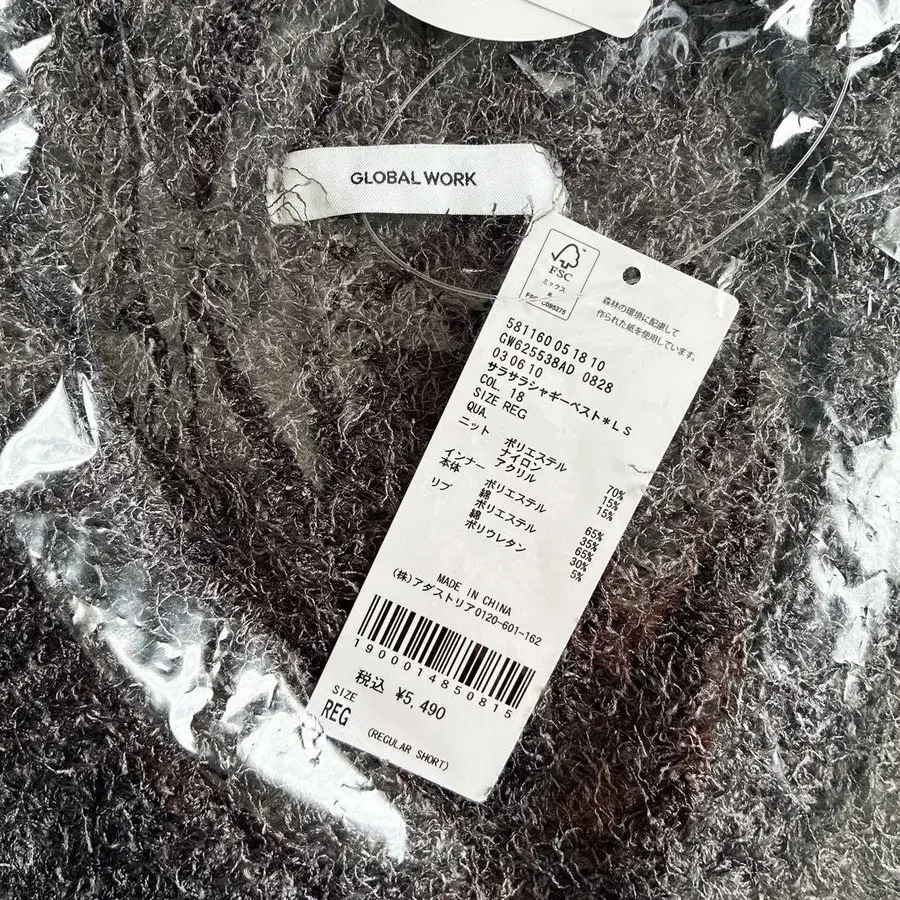 GLOBAL WORK
FSC
ミックス
紙
森林の環境に配慮して
作られた紙を使用しています。
581160 05 18 10
GW625538AD 0828
03 06 10
サラサラシャギーベスト*LS
COL. 18
SIZE REG
QUA.
ニット ポリエステル 70%
ナイロン 15%
アクリル 15%
インナー
本体 ポリエステル 65%
綿 35%
リブ ポリエステル 65%
綿 30%
ポリウレタン 5%
MADE IN CHINA
(株)アダストリア0120-601-162
1900014850815
税込 ¥5,490
SIZE
REG
(REGULAR SHORT)